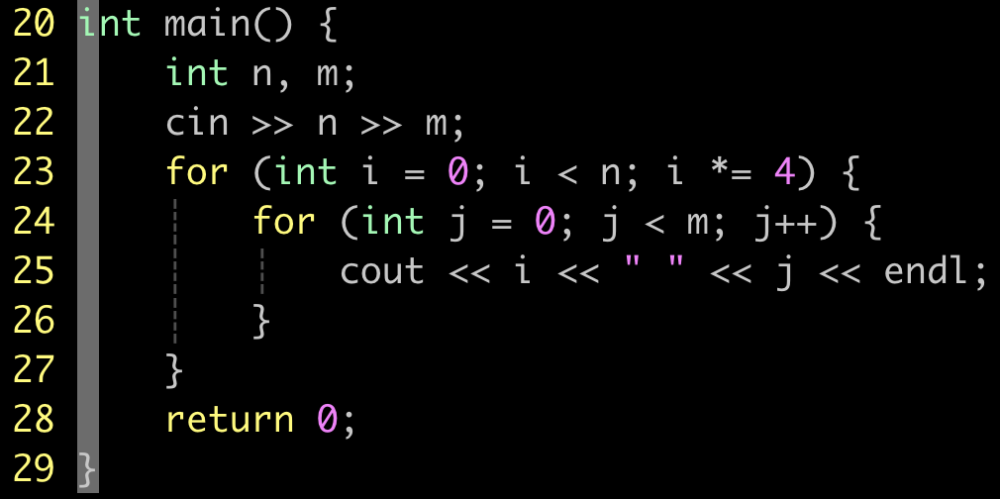 20 int main() {
21     int n, m;
22     cin >> n >> m;
23     for (int i = 0; i < n; i *= 4) {
24         for (int j = 0; j < m; j++) {
25             cout << i << " " << j << endl;
26         }
27     }
28     return 0;
29 }